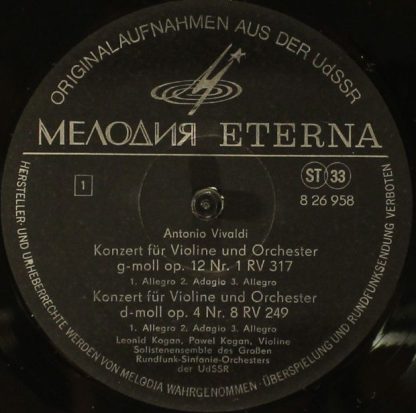 ORIGINALAUFNAHMEN AUS DER UdSSR
МЕЛОДИЯ ETERNA
1
ST 33
8 26 958
Antonio Vivaldi
Konzert für Violine und Orchester
g-moll op. 12 Nr. 1 RV 317
1. Allegro 2. Adagio 3. Allegro
Konzert für Violine und Orchester
d-moll op. 4 Nr. 8 RV 249
1. Allegro 2. Adagio 3. Allegro
Leonid Kogan, Pawel Kogan, Violine
Solistenensemble des Großen
Rundfunk-Sinfonie-Orchesters
der UdSSR
HERSTELLER UND URHEBERRECHTE WERDEN VON MELODIA WAHRGENOMMEN · ÜBERSPIELUNG UND RUNDFUNKSENDUNG VERBOTEN